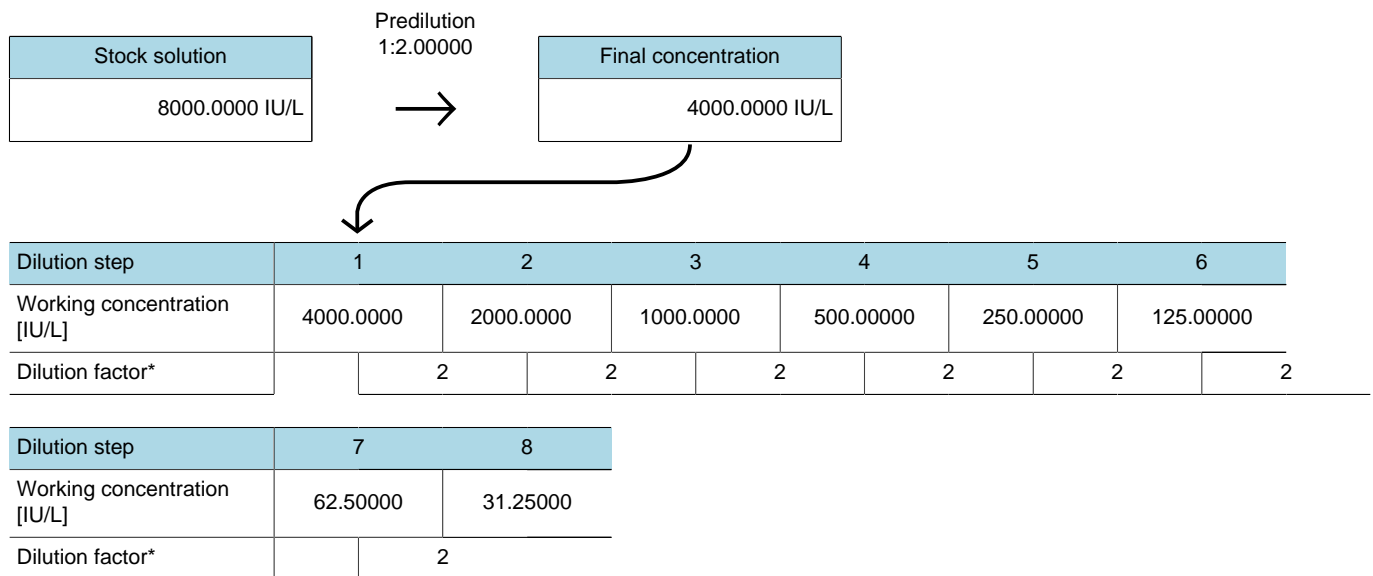 Predilution
1:2.00000
Stock solution
Final concentration
8000.0000 IU/L
4000.0000 IU/L
Dilution step 1 2 3 4 5 6
Working concentration
[IU/L]
4000.0000 2000.0000 1000.0000 500.00000 250.00000 125.00000
Dilution factor* 2 2 2 2 2 2
Dilution step 7 8
Working concentration
[IU/L]
62.50000 31.25000
Dilution factor* 2